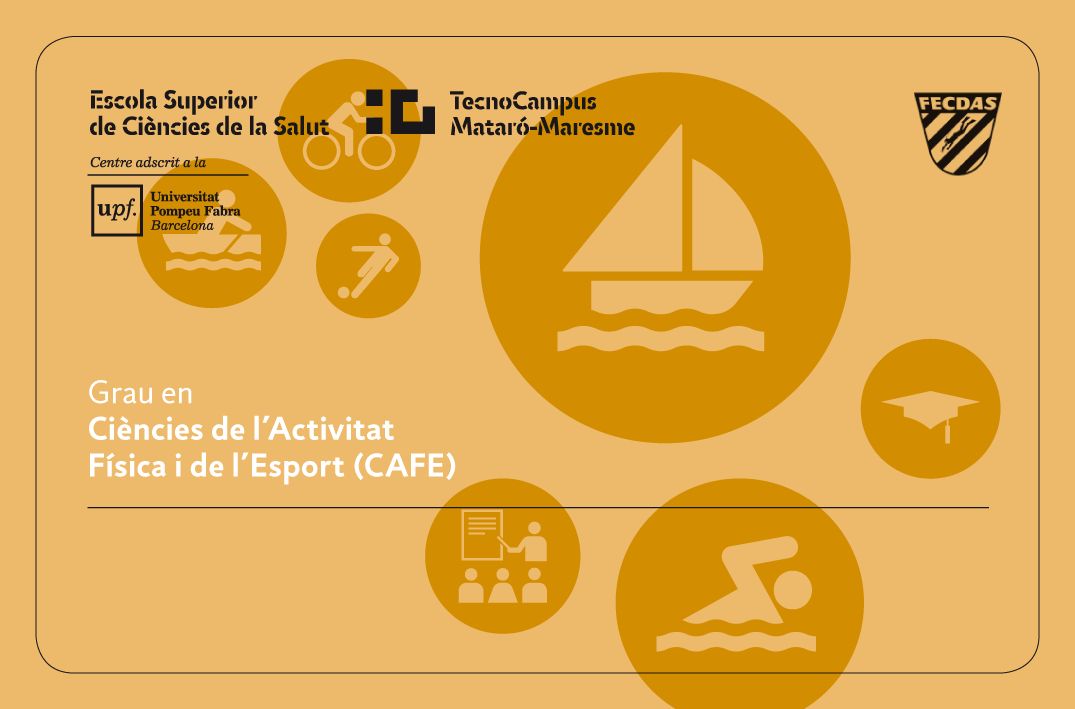 Escola Superior
de Ciències de la Salut
TecnoCampus
Mataró-Maresme
FECDAS
Centre adscrit a la
upf.
Universitat
Pompeu Fabra
Barcelona
Grau en
Ciències de l´Activitat
Física i de l´Esport (CAFE)